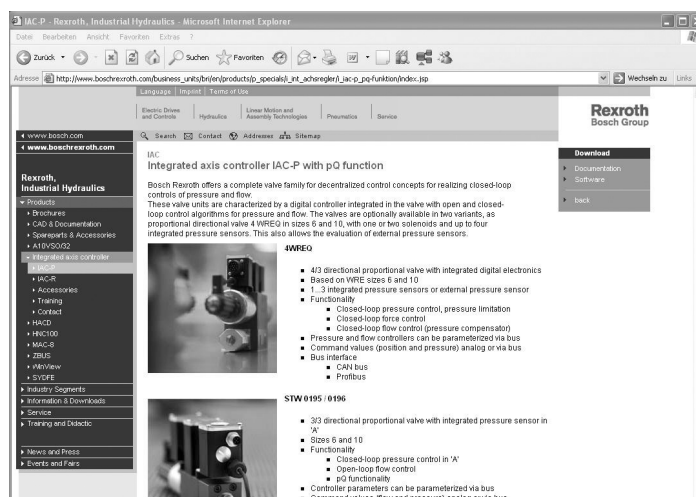 IAC-P - Rexroth, Industrial Hydraulics - Microsoft Internet Explorer
Datei Bearbeiten Ansicht Favoriten Extras ?
Zurück Suchen Favoriten
Adresse http://www.boschrexroth.com/business_units/bri/en/products/p_specials/i_int_achsregler/i_iac-p_pq-funktion/index.jsp Wechseln zu Links
Language | Imprint | Terms of Use
Electric Drives
and Controls
Hydraulics
Linear Motion and
Assembly Technologies
Pneumatics
Service
Rexroth
Bosch Group
www.bosch.com
Search Contact Addresses Sitemap
www.boschrexroth.com
Rexroth,
Industrial Hydraulics
Products
Brochures
CAD & Documentation
Spareparts & Accessories
A10VSO/32
Integrated axis controller
IAC-P
IAC-R
Accessories
Training
Contact
HACD
HNC100
MAC-8
ZBUS
WinView
SYDFE
Industry Segments
Information & Downloads
Service
Training and Didactic
News and Press
Events and Fairs
IAC
Integrated axis controller IAC-P with pQ function
Bosch Rexroth offers a complete valve family for decentralized control concepts for realizing closed-loop
controls of pressure and flow.
These valve units are characterized by a digital controller integrated in the valve with open and closed-
loop control algorithms for pressure and flow. The valves are optionally available in two variants, as
proportional directional valve 4 WREQ in sizes 6 and 10, with one or two solenoids and up to four
integrated pressure sensors. This also allows the evaluation of external pressure sensors.
4WREQ
4/3 directional proportional valve with integrated digital electronics
Based on WRE sizes 6 and 10
1...3 integrated pressure sensors or external pressure sensor
Functionality
Closed-loop pressure control, pressure limitation
Closed-loop force control
Closed-loop flow control (pressure compensator)
Pressure and flow controllers can be parameterized via bus
Command values (position and pressure) analog or via bus
Bus interface
CAN bus
Profibus
STW 0195 / 0196
3/3 directional proportional valve with integrated pressure sensor in
'A'
Sizes 6 and 10
Functionality
Closed-loop pressure control in 'A'
Open-loop flow control
pQ functionality
Controller parameters can be parameterized via bus
Command values (flow and pressure) analog or via bus
Download
Documentation
Software
back